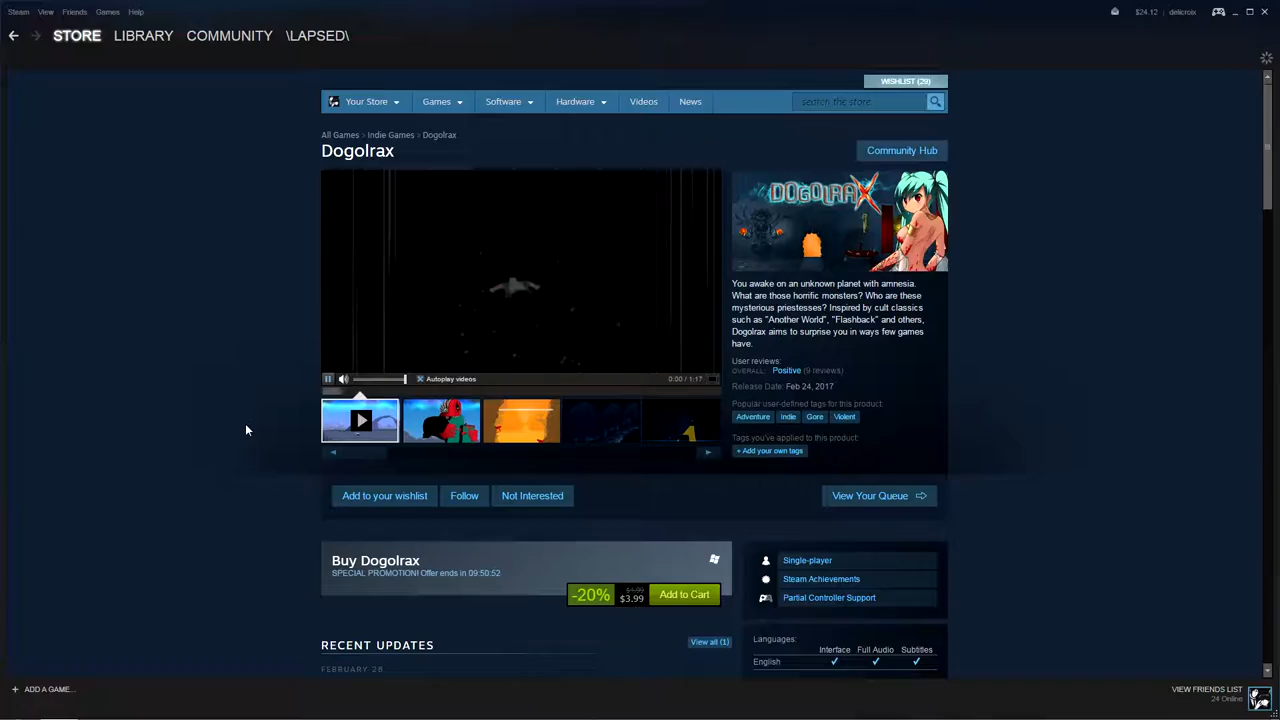 Steam View Friends Games Help $24.12 delicroix
STORE LIBRARY COMMUNITY \LAPSED\
WISHLIST (29)
Your Store Games Software Hardware Videos News search the store
All Games > Indie Games > Dogolrax
Dogolrax
Community Hub
DOGOLRAX
You awake on an unknown planet with amnesia.
What are those horrific monsters? Who are these
mysterious priestesses? Inspired by cult classics
such as "Another World", "Flashback" and others,
Dogolrax aims to surprise you in ways few games
have.
User reviews:
OVERALL: Positive (9 reviews)
Release Date: Feb 24, 2017
Autoplay videos 0:00 / 1:17
Popular user-defined tags for this product:
Adventure Indie Gore Violent
Tags you've applied to this product:
+ Add your own tags
Add to your wishlist Follow Not Interested View Your Queue
Buy Dogolrax
SPECIAL PROMOTION! Offer ends in 09:50:52
-20% $4.99 $3.99 Add to Cart
Single-player
Steam Achievements
Partial Controller Support
RECENT UPDATES View all (1)
FEBRUARY 28
Languages:
Interface Full Audio Subtitles
English
+ ADD A GAME...
VIEW FRIENDS LIST
24 Online